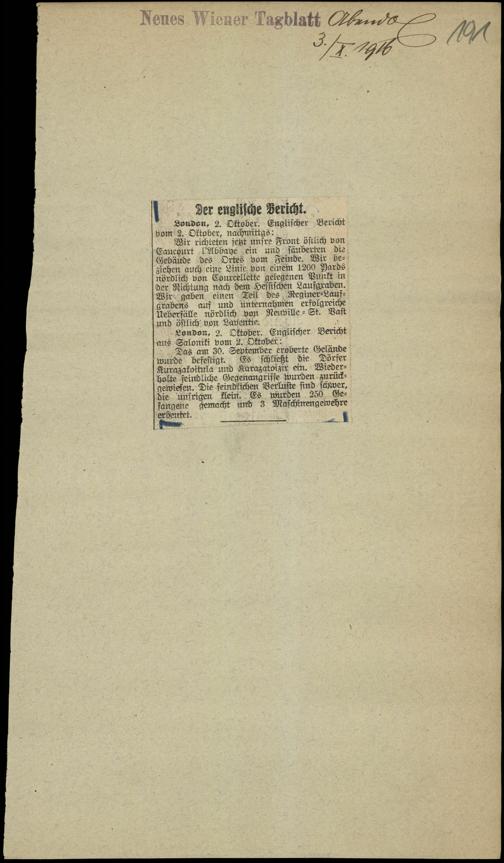 Neues Wiener Tagblatt Abend
3./X. 1916
191
Der englische Bericht.
London, 2. Oktober. Englischer Bericht
vom 2. Oktober, nachmittags:
Wir richteten jetzt unsre Front östlich von
Eaucourt l'Abbaye ein und säuberten die
Gebäude des Ortes vom Feinde. Wir be-
ziehen auch eine Linie von einem 1200 Yards
nördlich von Courcellette gelegenen Punkt in
der Richtung nach dem Hessischen Laufgraben.
Wir gaben einen Teil des Reginer-Lauf-
grabens auf und unternahmen erfolgreiche
Ueberfälle nördlich von Neuville-St. Vast
und östlich von Laventie.
London, 2. Oktober. Englischer Bericht
aus Saloniki vom 2. Oktober:
Das am 30. September eroberte Gelände
wurde befestigt. Es schließt die Dörfer
Karazakoitula und Karazatoizir ein. Wieder-
holte feindliche Gegenangriffe wurden zurück-
gewiesen. Die feindlichen Verluste sind schwer,
die unsrigen klein. Es wurden 250 Ge-
fangene gemacht und 3 Maschinengewehre
erbeutet.